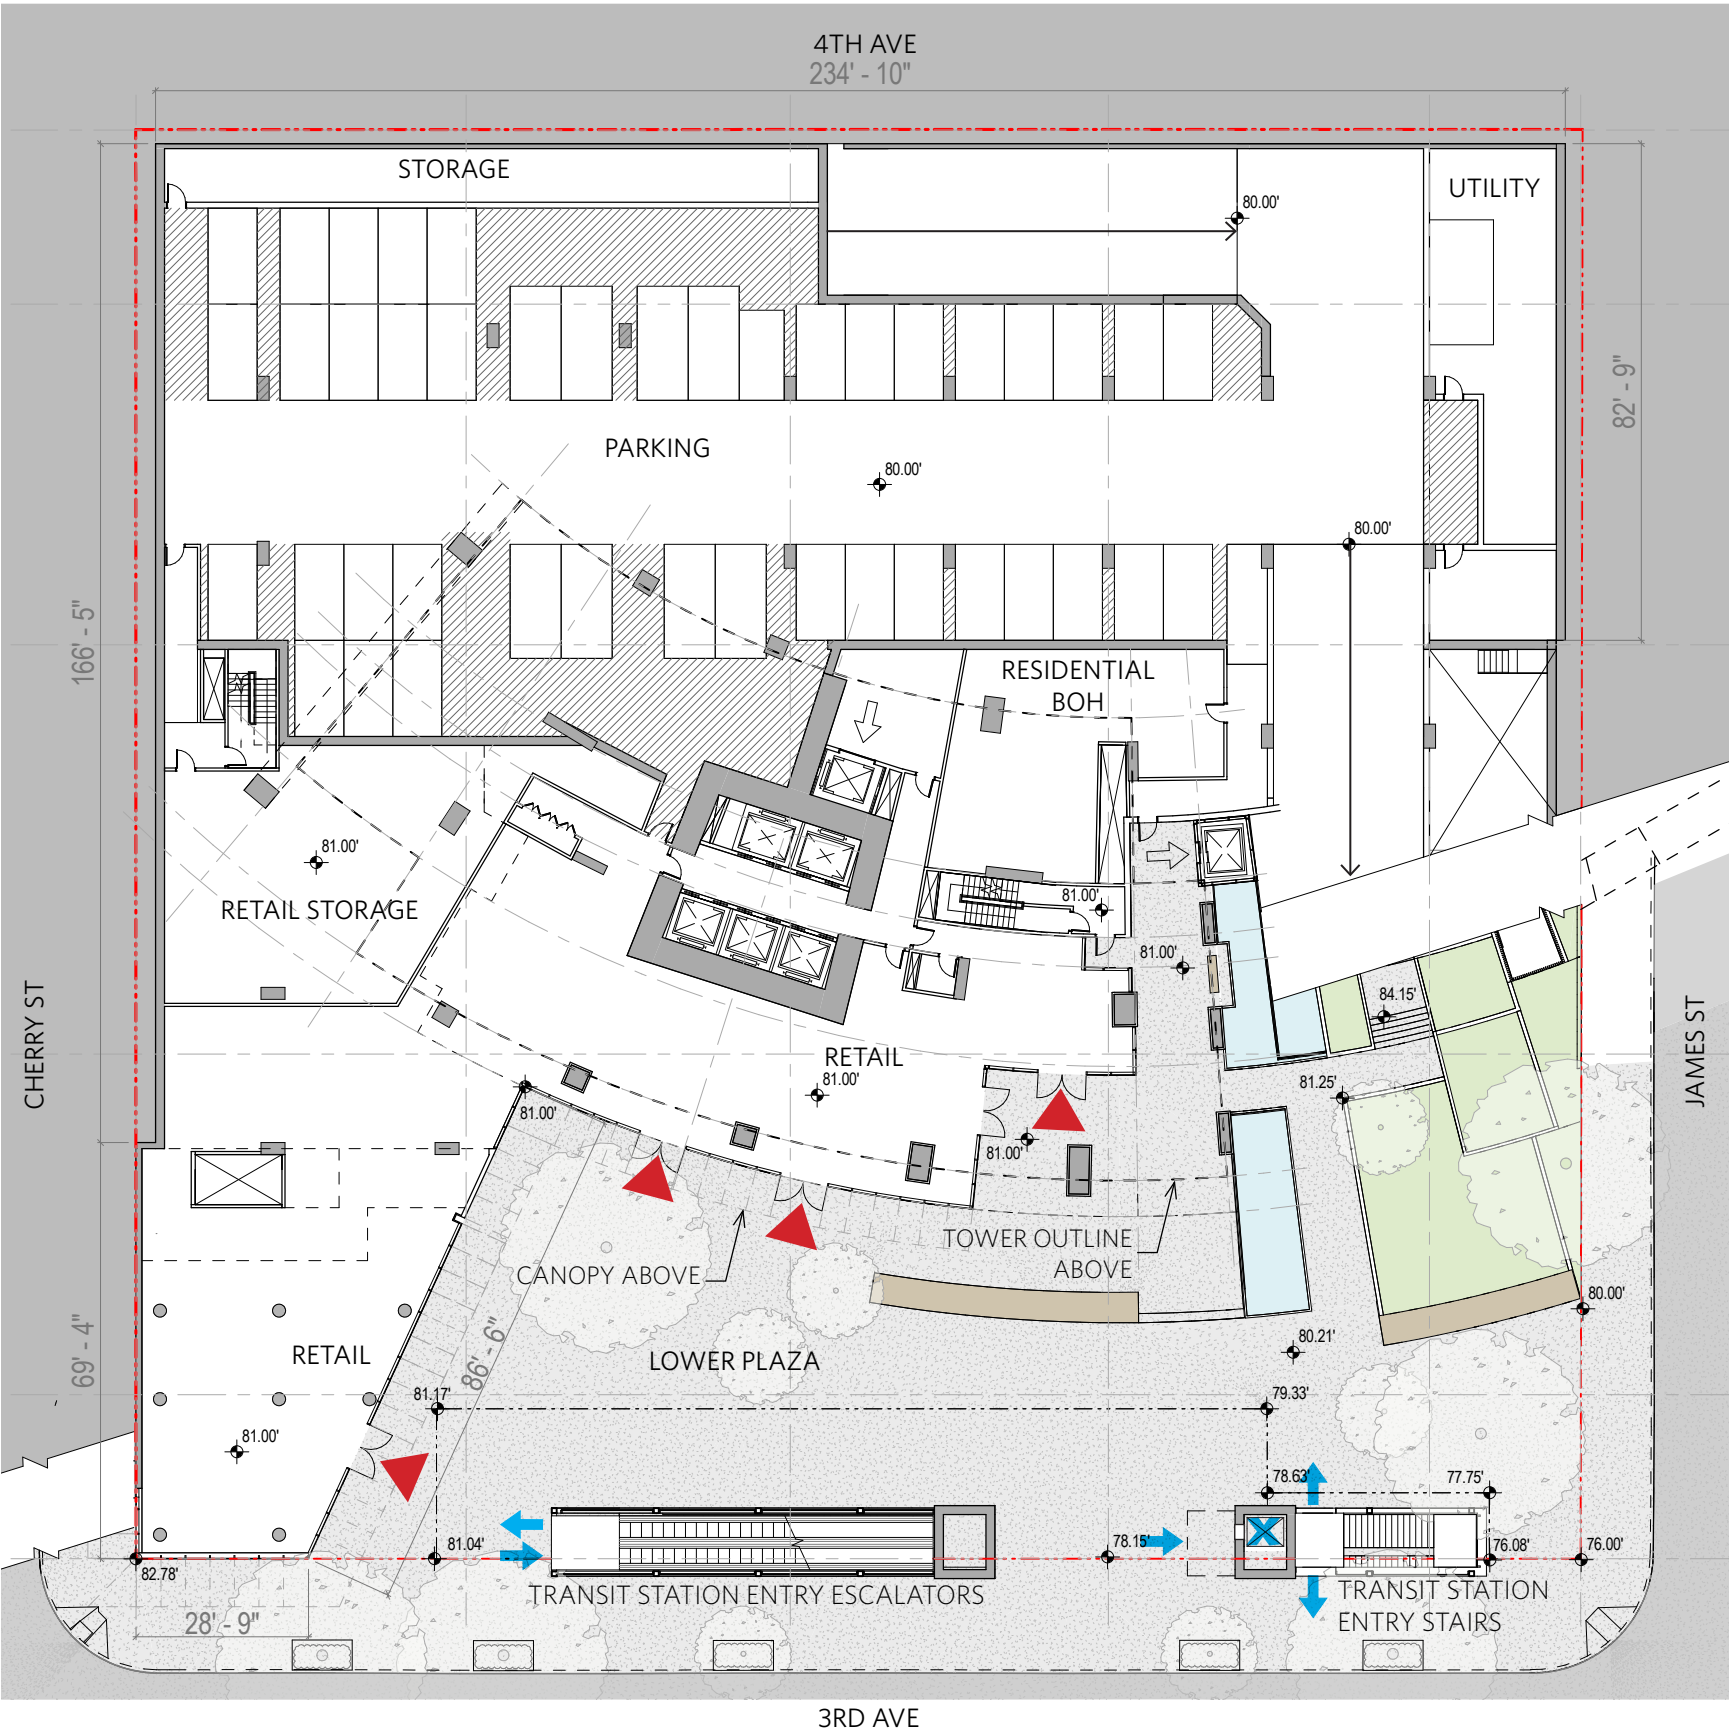 4TH AVE
234' - 10"
STORAGE
UTILITY
80.00'
82' - 9"
PARKING
80.00'
80.00'
166' - 5"
RESIDENTIAL
BOH
81.00'
RETAIL STORAGE
81.00'
81.00'
84.15'
CHERRY ST
JAMES ST
RETAIL
81.00'
81.00'
81.25'
81.00'
TOWER OUTLINE
ABOVE
CANOPY ABOVE
80.00'
69' - 4"
RETAIL
86' - 6"
LOWER PLAZA
80.21'
81.17'
79.33'
81.00'
78.63'
77.75'
81.04'
78.15'
76.08'
76.00'
82.78'
TRANSIT STATION ENTRY ESCALATORS
TRANSIT STATION
ENTRY STAIRS
28' - 9"
3RD AVE